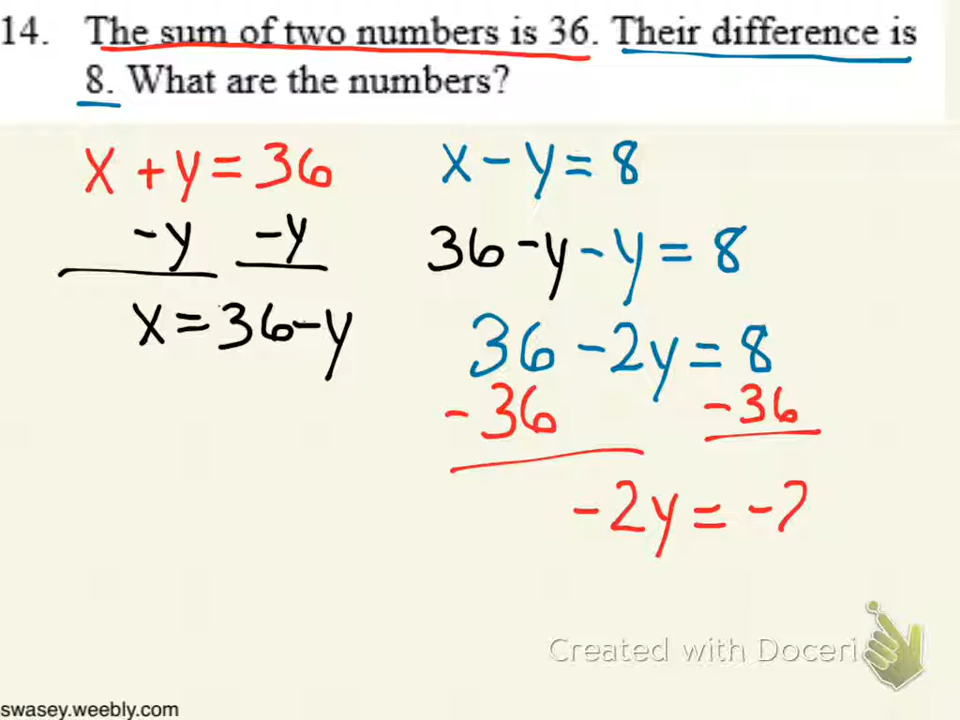 14. The sum of two numbers is 36. Their difference is
8. What are the numbers?
x + y = 36
-y -y
x = 36 - y
x - y = 8
36 - y - y = 8
36 - 2y = 8
- 36 - 36
- 2y = - 2
Created with Doceri
swasey.weebly.com